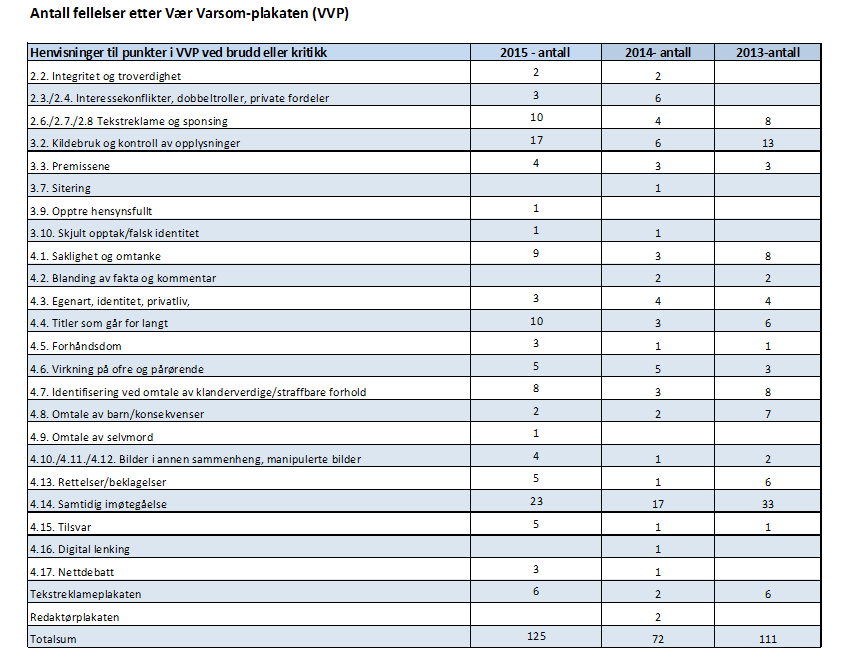 Antall fellelser etter Vær Varsom-plakaten (VVP)
Henvisninger til punkter i VVP ved brudd eller kritikk 2015 - antall 2014- antall 2013-antall
2.2. Integritet og troverdighet 2 2
2.3./2.4. Interessekonflikter, dobbeltroller, private fordeler 3 6
2.6./2.7./2.8 Tekstreklame og sponsing 10 4 8
3.2. Kildebruk og kontroll av opplysninger 17 6 13
3.3. Premissene 4 3 3
3.7. Sitering 1
3.9. Opptre hensynsfullt 1
3.10. Skjult opptak/falsk identitet 1 1
4.1. Saklighet og omtanke 9 3 8
4.2. Blanding av fakta og kommentar 2 2
4.3. Egenart, identitet, privatliv, 3 4 4
4.4. Titler som går for langt 10 3 6
4.5. Forhåndsdom 3 1 1
4.6. Virkning på ofre og pårørende 5 5 3
4.7. Identifisering ved omtale av klanderverdige/straffbare forhold 8 3 8
4.8. Omtale av barn/konsekvenser 2 2 7
4.9. Omtale av selvmord 1
4.10./4.11./4.12. Bilder i annen sammenheng, manipulerte bilder 4 1 2
4.13. Rettelser/beklagelser 5 1 6
4.14. Samtidig imøtegåelse 23 17 33
4.15. Tilsvar 5 1 1
4.16. Digital lenking 1
4.17. Nettdebatt 3 1
Tekstreklameplakaten 6 2 6
Redaktørplakaten 2
Totalsum 125 72 111